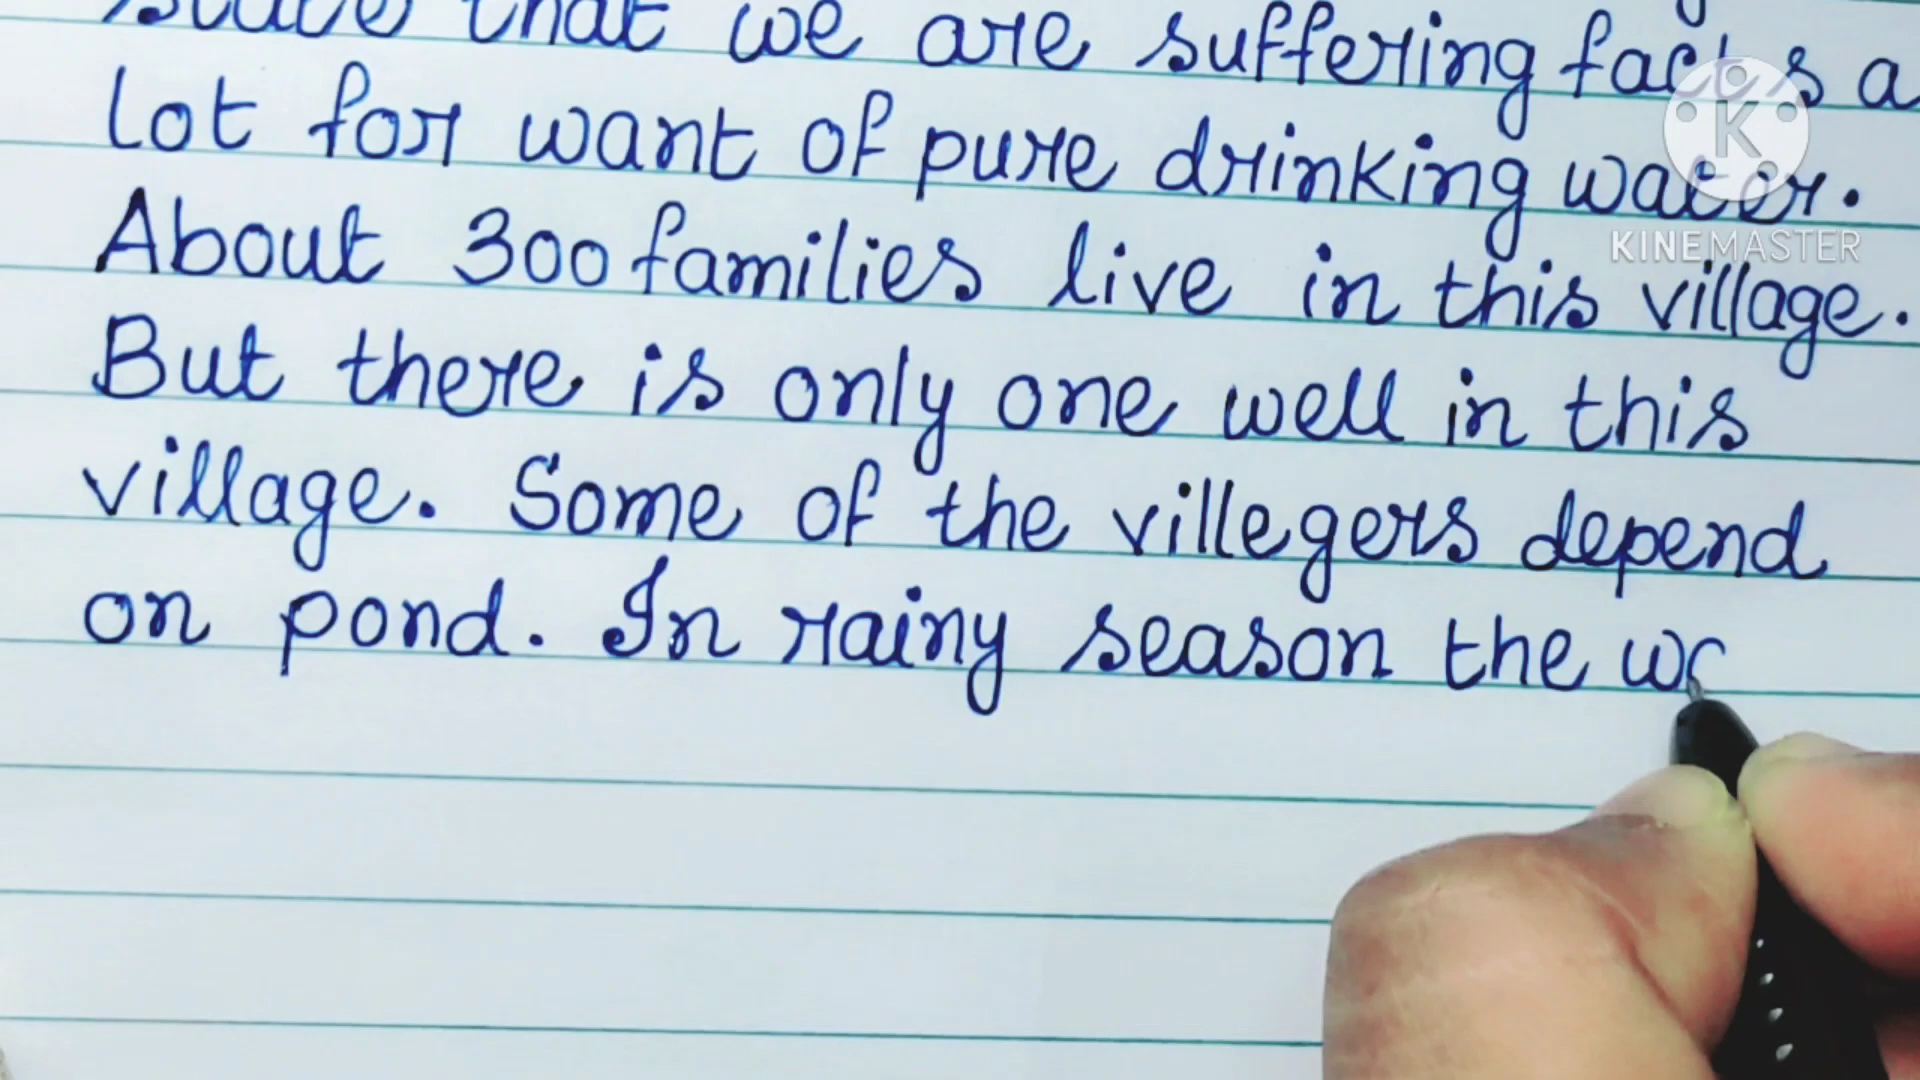 state that we are suffering facts a
lot for want of pure drinking water.
About 300 families live in this village.
But there is only one well in this
village. Some of the villegers depend
on pond. In rainy season the
K
KINEMASTER